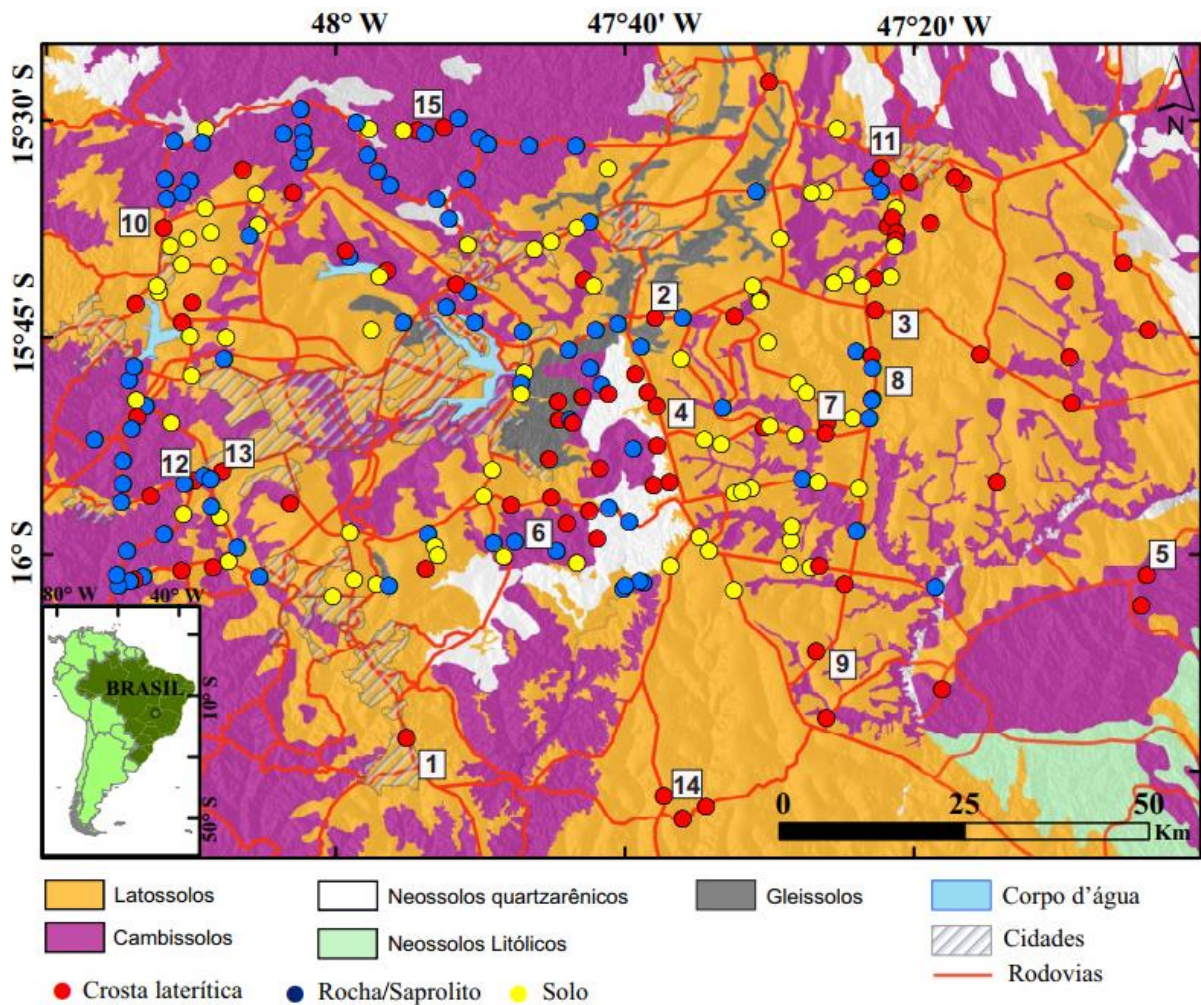 48° W 47°40' W 47°20' W
15°30' S
15°45' S
16° S
N
15
11
10
2
3
8
4
7
12
13
6
5
9
1
14
80° W 40° W
BRASIL
10° S
50° S
0 25 50
Km
Latossolos Neossolos quartzarênicos Gleissolos Corpo d'água
Cambissolos Neossolos Litólicos Cidades
Rodovias
Crosta laterítica Rocha/Saprolito Solo